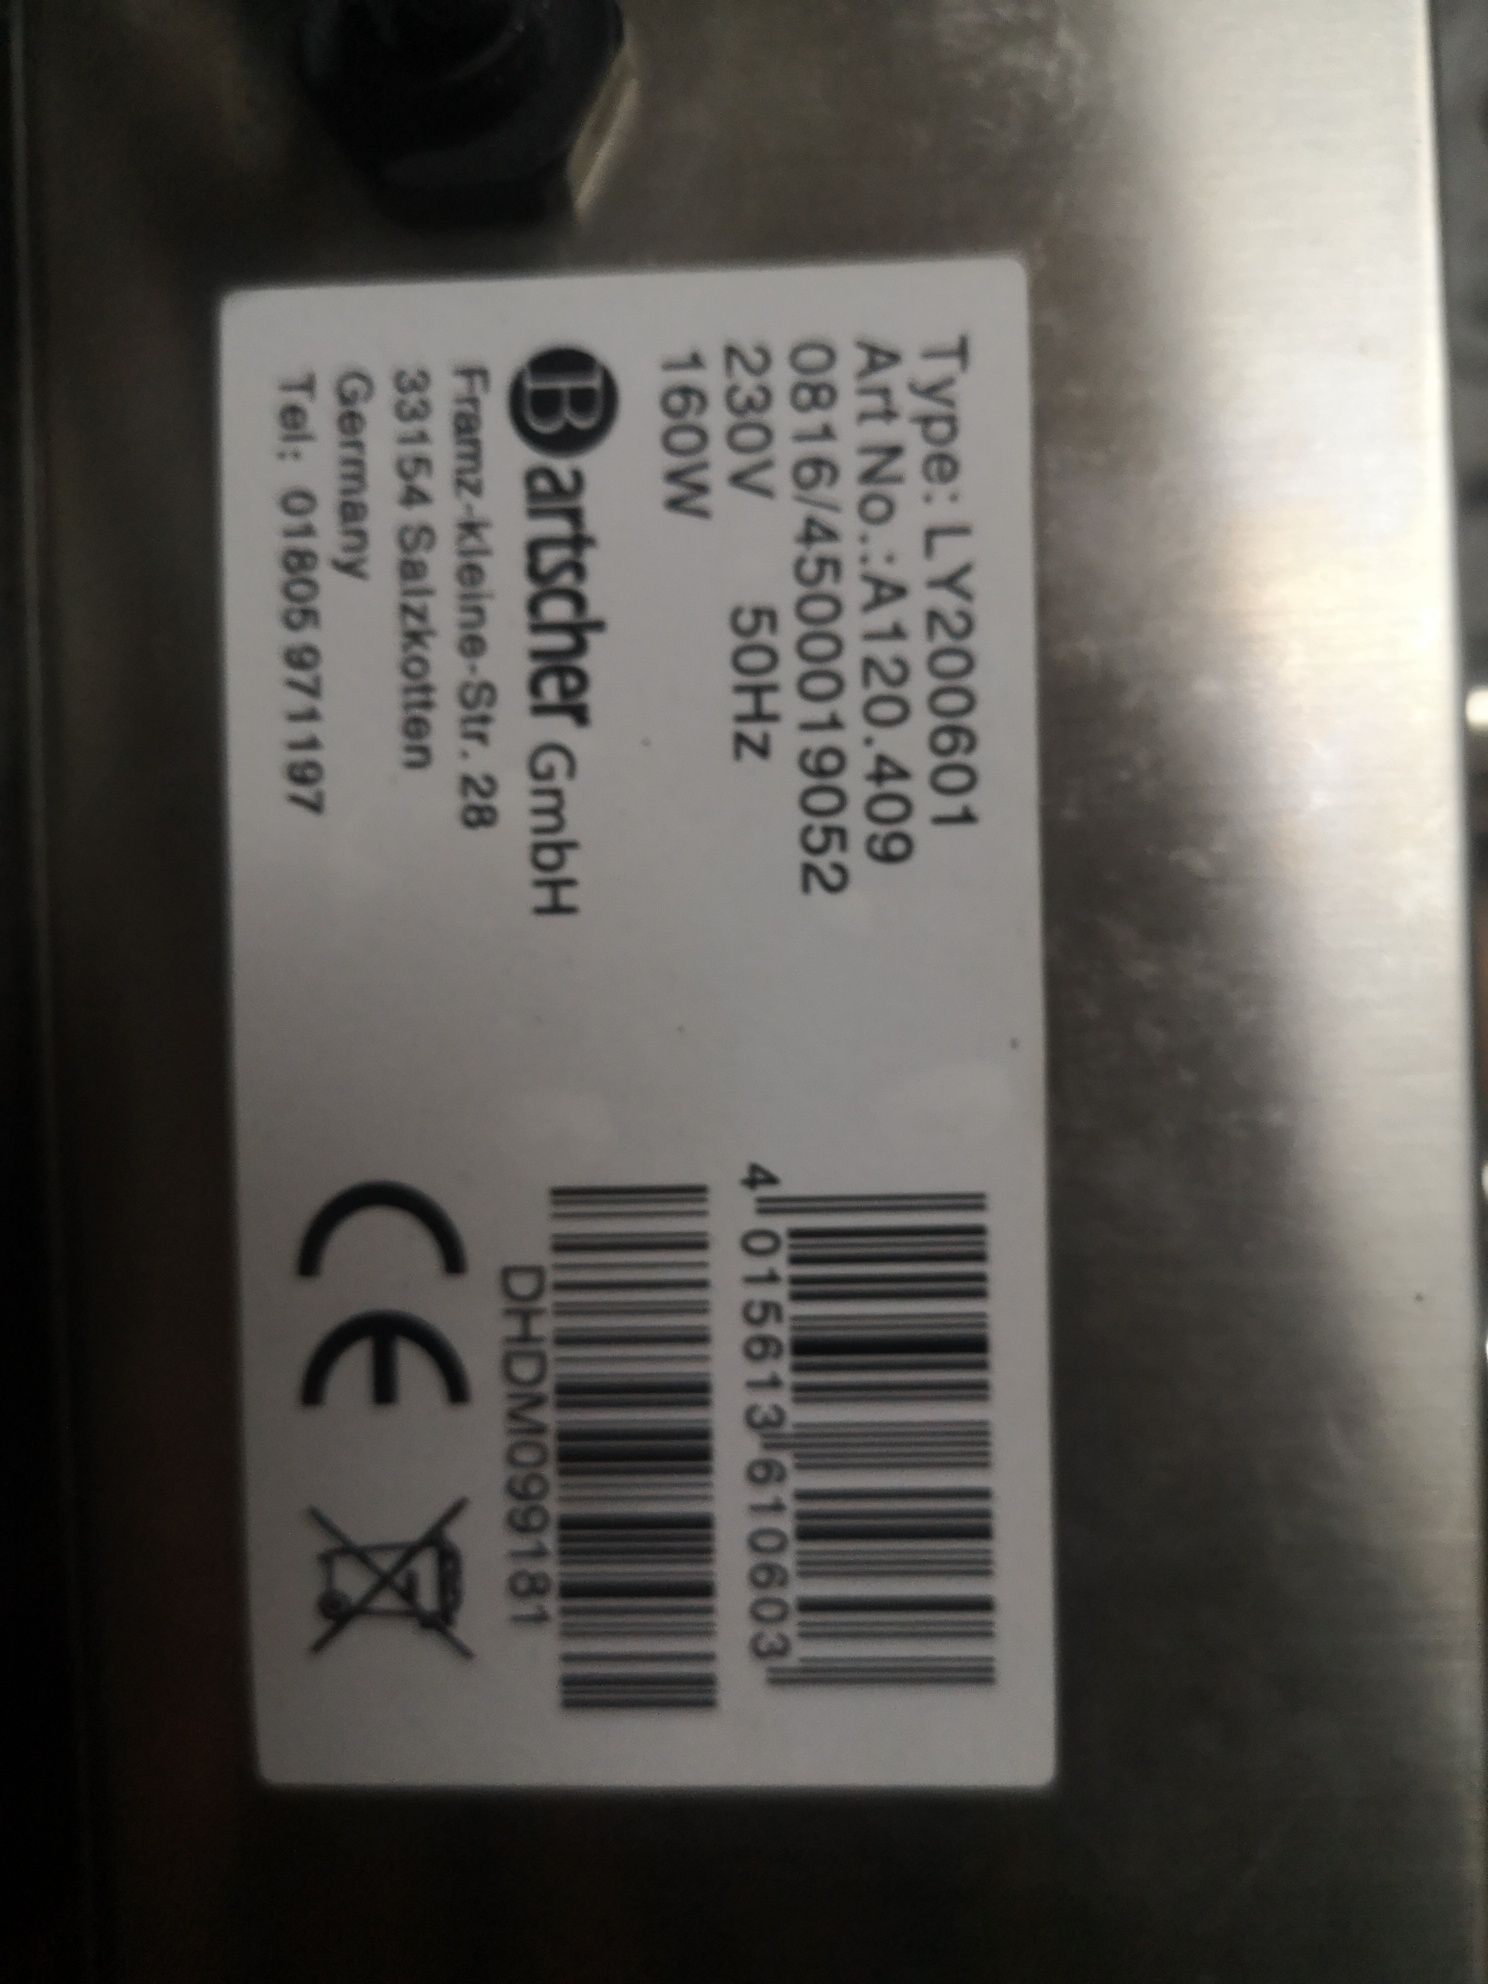 Type: LY200601
Art No.:A120.409
0816/4500019052
230V 50Hz
160W
Bartscher GmbH
Framz-kleine-Str. 28
33154 Salzkotten
Germany
Tel: 01805 971197
4 015613 610603
DHDM099181
CE